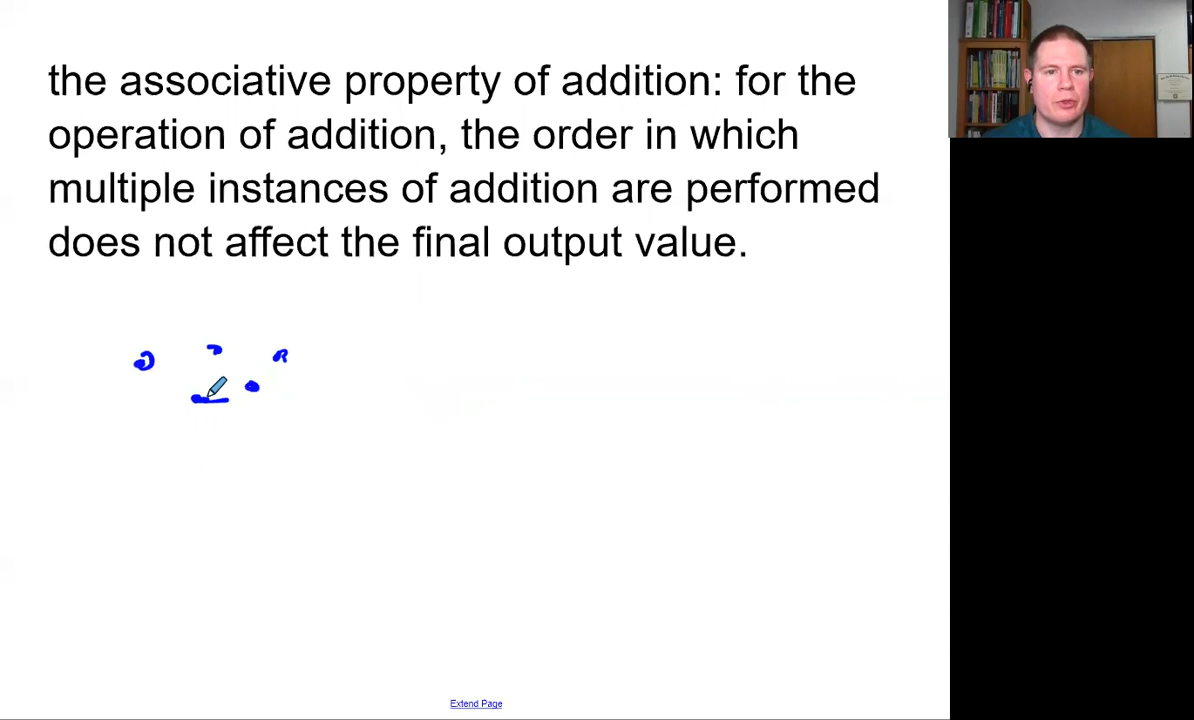 the associative property of addition: for the
operation of addition, the order in which
multiple instances of addition are performed
does not affect the final output value.
Extend Page